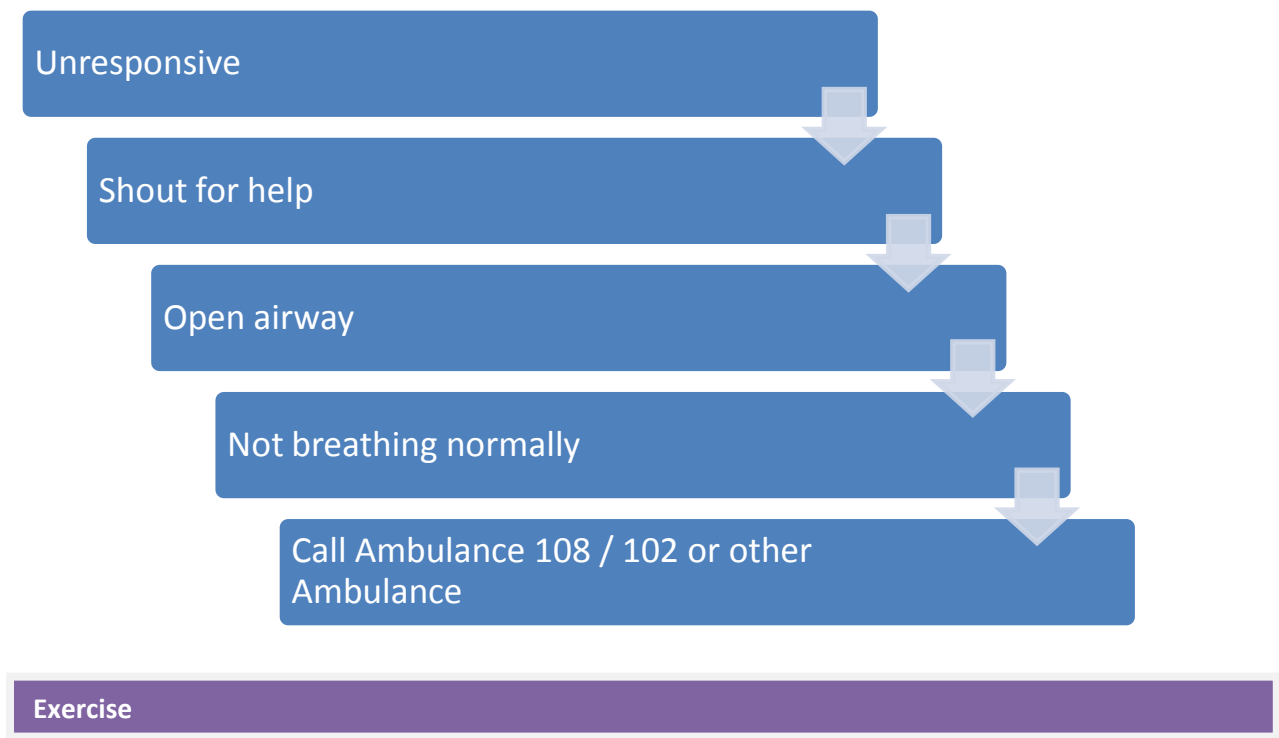 Unresponsive
Shout for help
Open airway
Not breathing normally
Call Ambulance 108 / 102 or other
Ambulance
Exercise